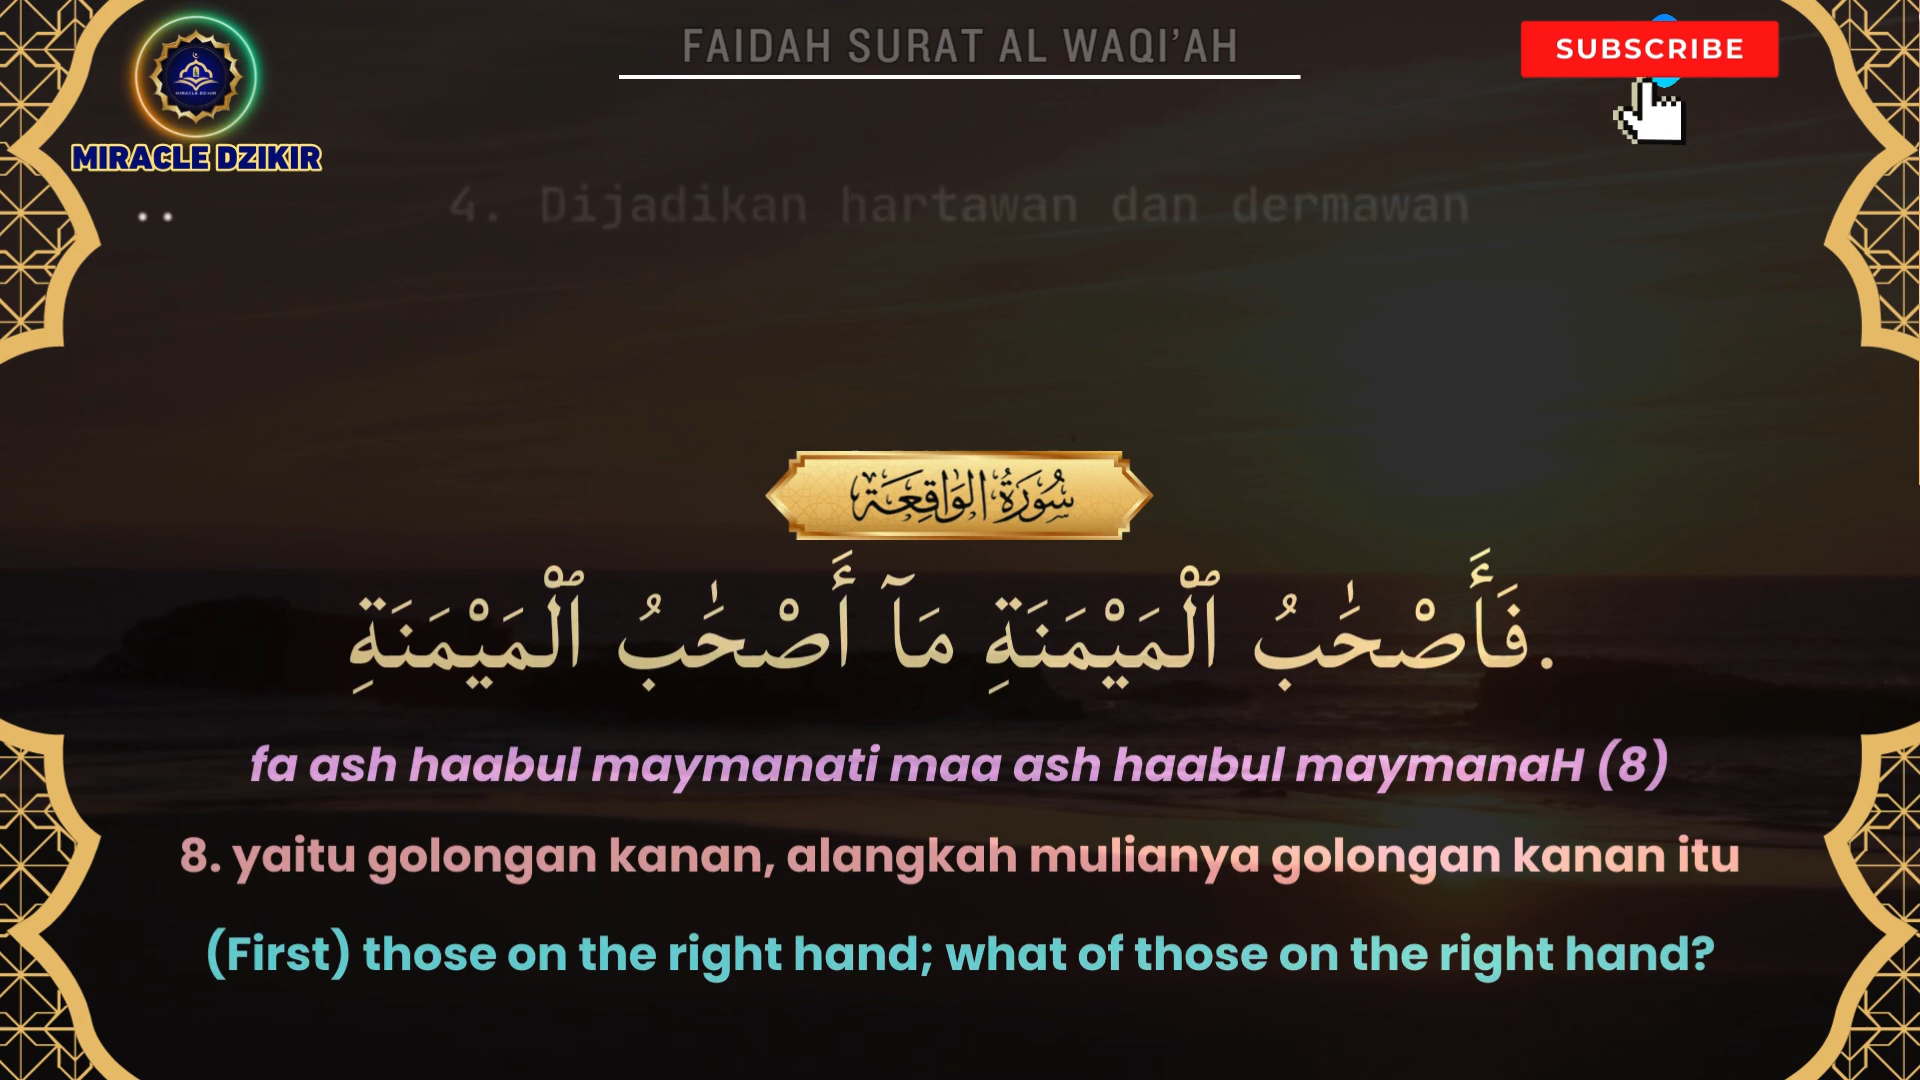 FAIDAH SURAT AL WAQI'AH
SUBSCRIBE
MIRACLE DZIKIR
4. Dijadikan hartawan dan dermawan
سُورَةُ الوَاقِعَة
فَأَصْحَٰبُ ٱلْمَيْمَنَةِ مَآ أَصْحَٰبُ ٱلْمَيْمَنَةِ.
fa ash haabul maymanati maa ash haabul maymanaH (8)
8. yaitu golongan kanan, alangkah mulianya golongan kanan itu
(First) those on the right hand; what of those on the right hand?